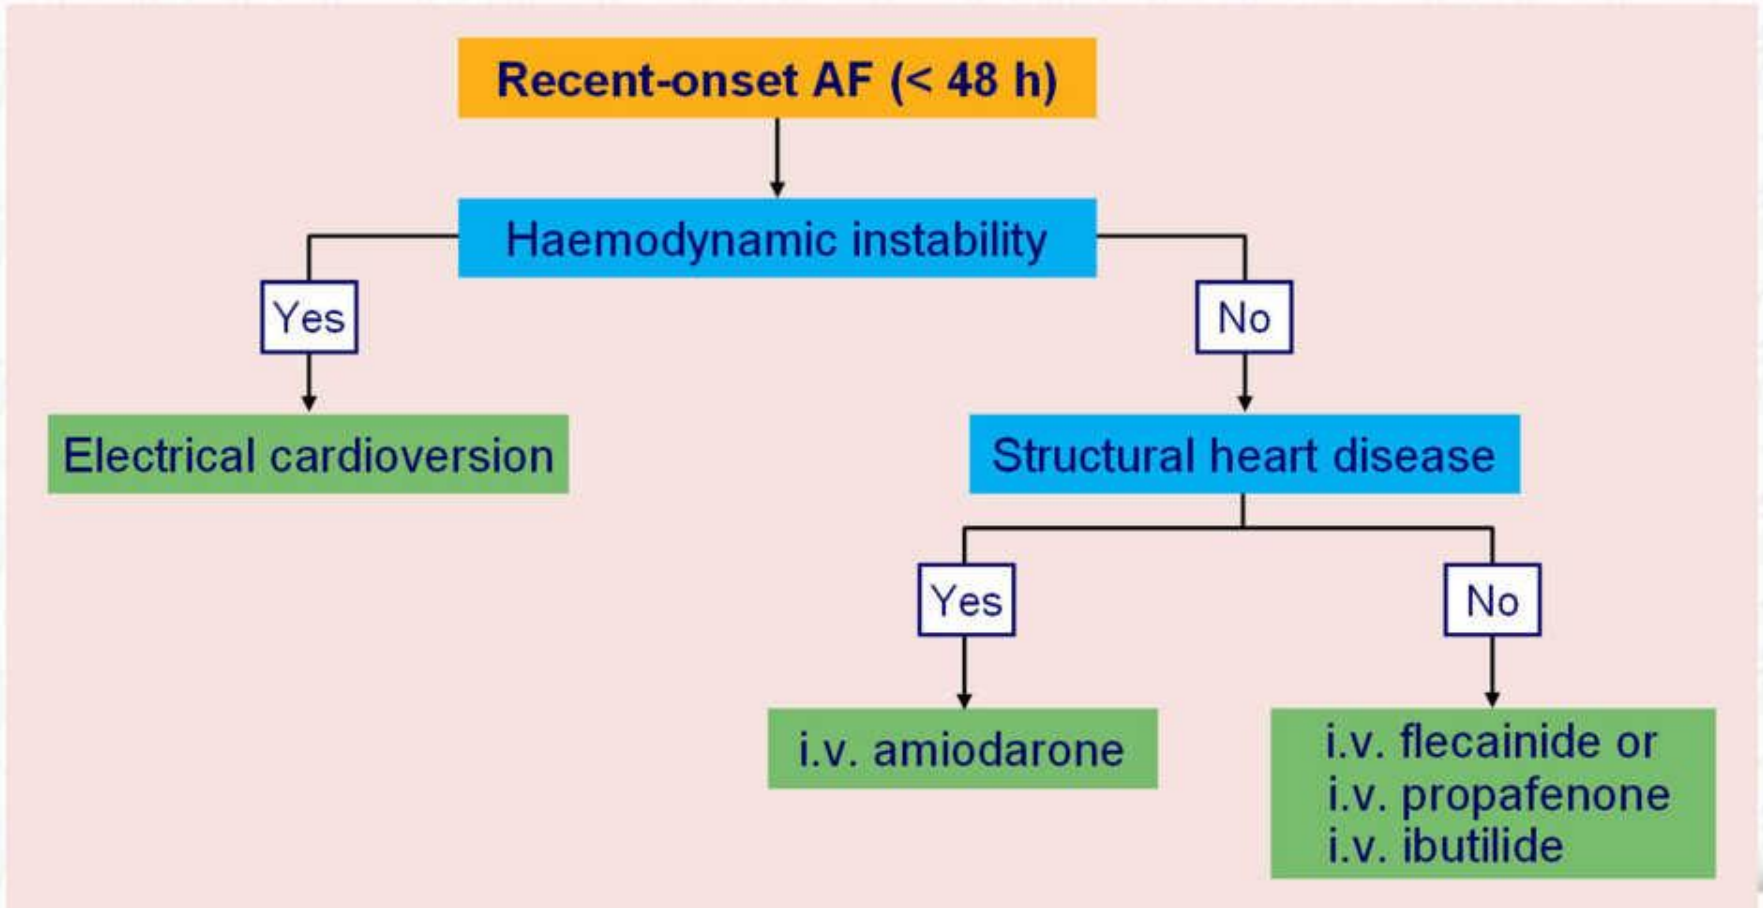 Recent-onset AF (< 48 h)
Haemodynamic instability
Yes
No
Electrical cardioversion
Structural heart disease
Yes
No
i.v. amiodarone
i.v. flecainide or
i.v. propafenone
i.v. ibutilide